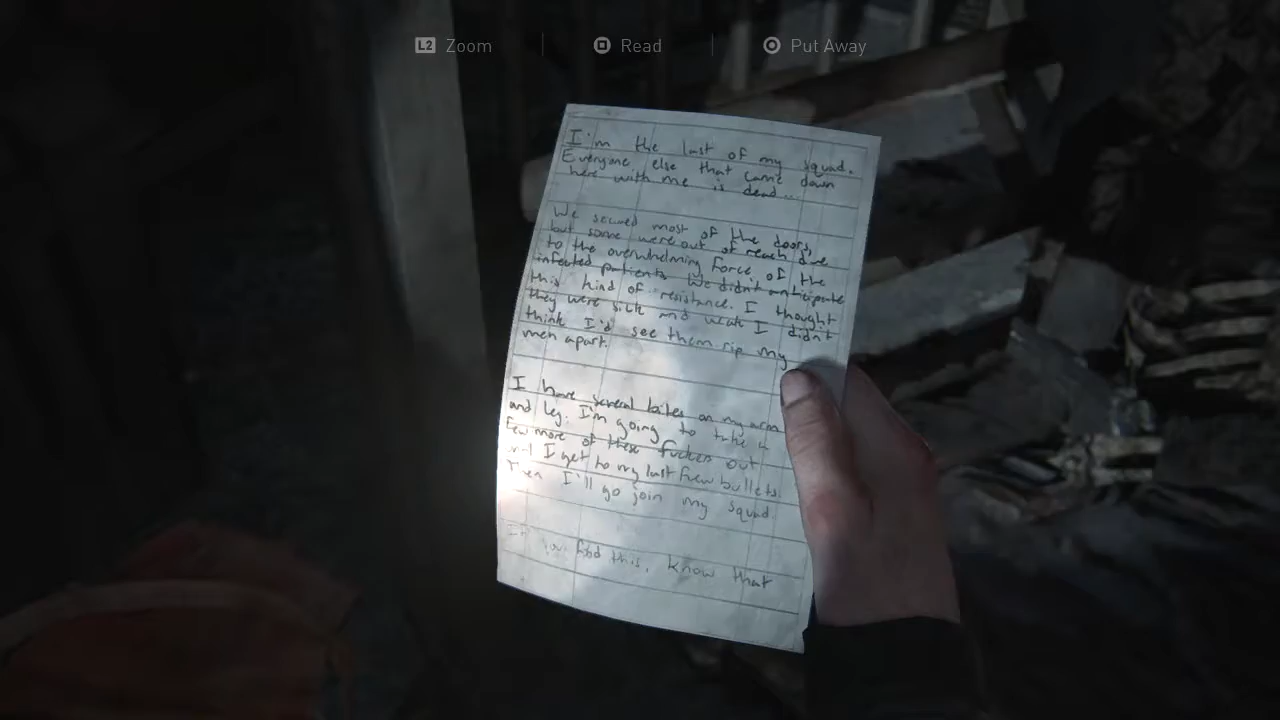 L2 Zoom
Read
Put Away
I'm the last of my squad.
Everyone else that came down
here with me is dead...
We secured most of the doors,
but some were out of reach due
to the overwhelming force of the
infected patients. We didn't anticipate
this kind of resistance. I thought
they were sick and weak I didn't
think I'd see them rip my
men apart.
I have several bites on my arm
and leg. I'm going to take a
few more of these fuckers out
I get to my last few bullets.
Then I'll go join my squad.
If you find this, know that